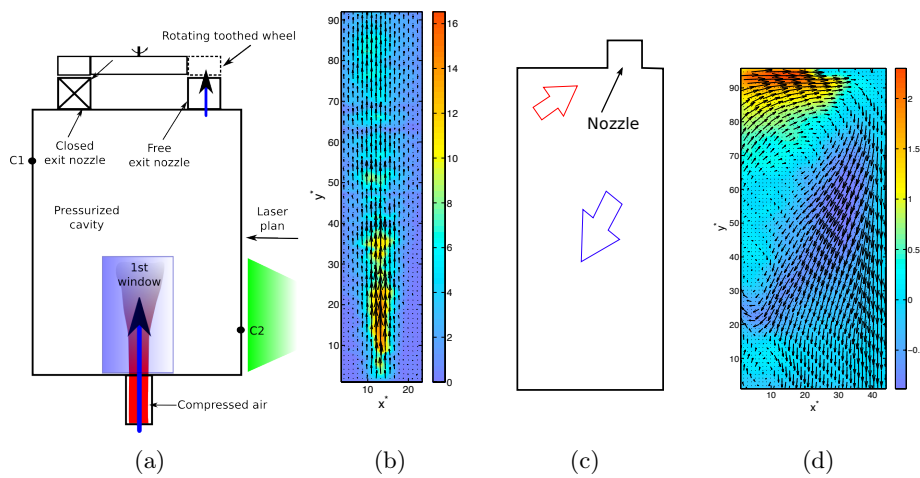 Rotating toothed wheel
Closed
exit nozzle
Free
exit nozzle
C1
Pressurized
cavity
Laser
plan
1st
window
C2
Compressed air
(a)
90
80
70
60
50
40
30
20
10
10
20
y*
x*
16
14
12
10
8
6
4
2
0
(b)
Nozzle
(c)
90
80
70
60
50
40
30
20
10
10
20
30
40
y*
x*
2
1.5
1
0.5
0
−0.
(d)